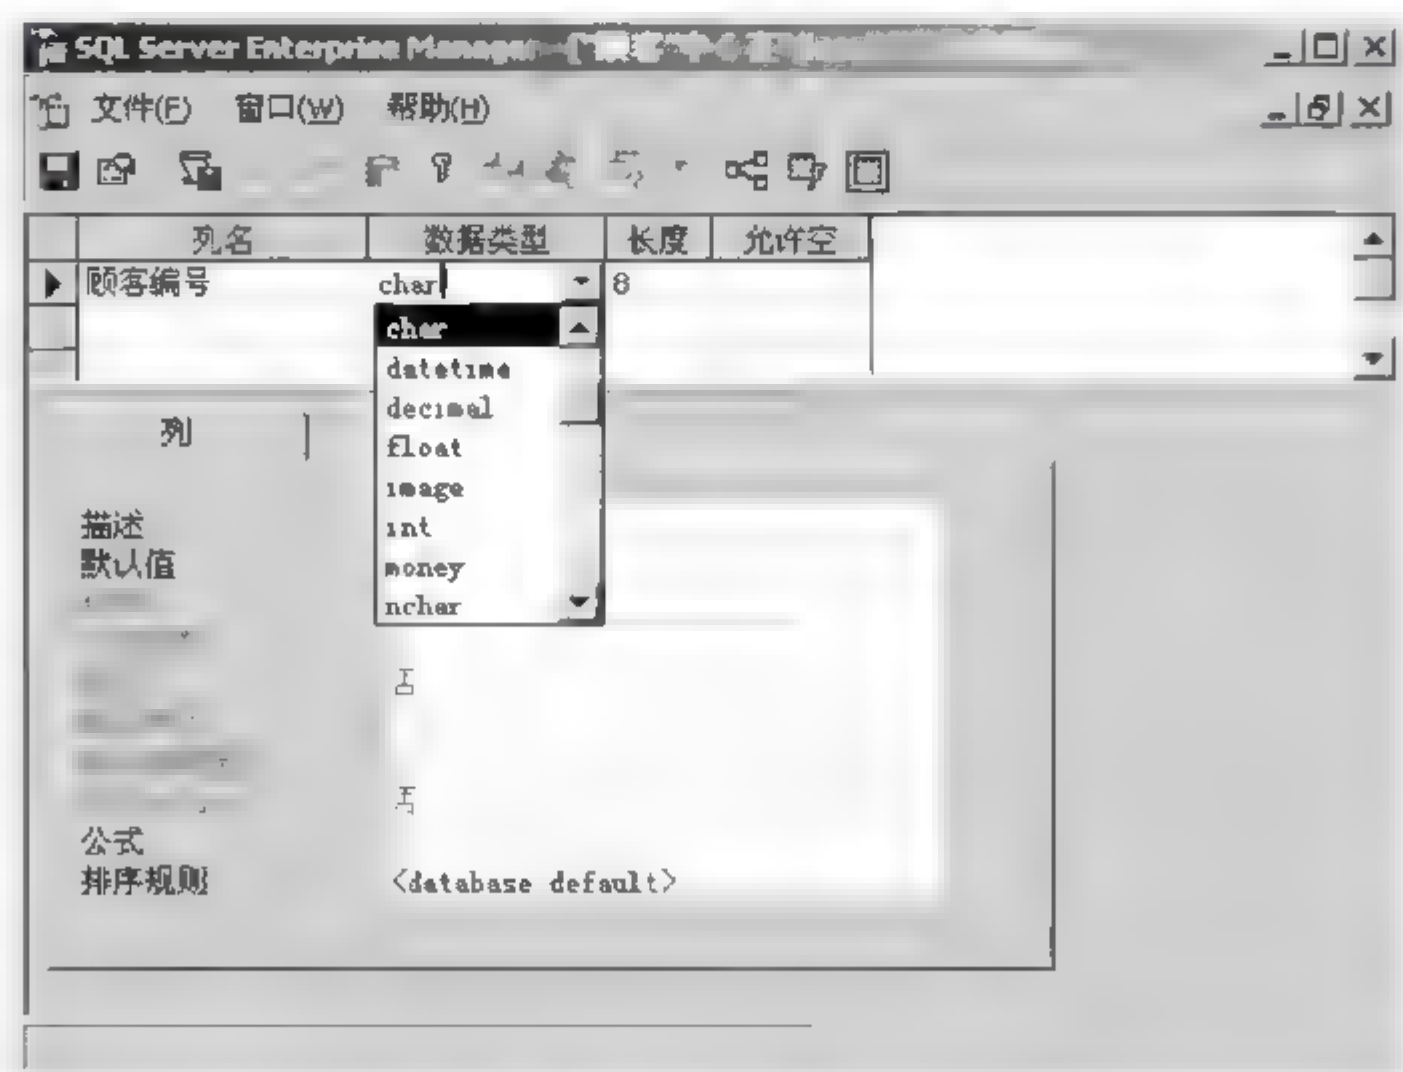 SQL Server Enterprise Manager
文件(F) 窗口(W) 帮助(H)
列名 数据类型 长度 允许空
顾客编号 char 8
char
datetime
decimal
float
image
int
money
nchar
列
描述
默认值
公式
排序规则 <database default>